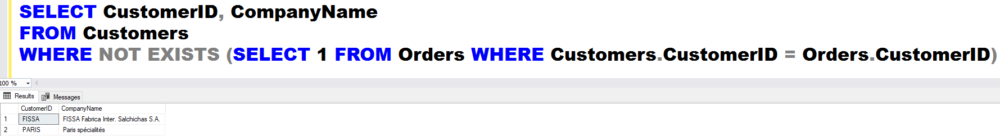 SELECT CustomerID, CompanyName
FROM Customers
WHERE NOT EXISTS (SELECT 1 FROM Orders WHERE Customers.CustomerID = Orders.CustomerID)
100 %
Results Messages
CustomerID CompanyName
1 FISSA FISSA Fabrica Inter. Salchichas S.A.
2 PARIS Paris spécialités